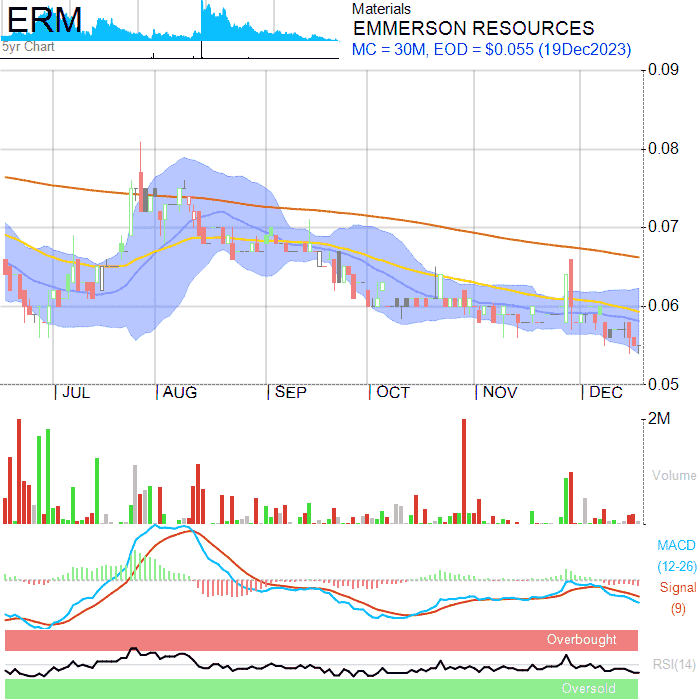 ERM
5yr Chart
Materials
EMMERSON RESOURCES
MC = 30M, EOD = $0.055 (19Dec2023)
0.09
0.08
0.07
0.06
0.05
JUL AUG SEP OCT NOV DEC
2M
Volume
MACD
(12-26)
Signal
(9)
Overbought
RSI(14)
Oversold